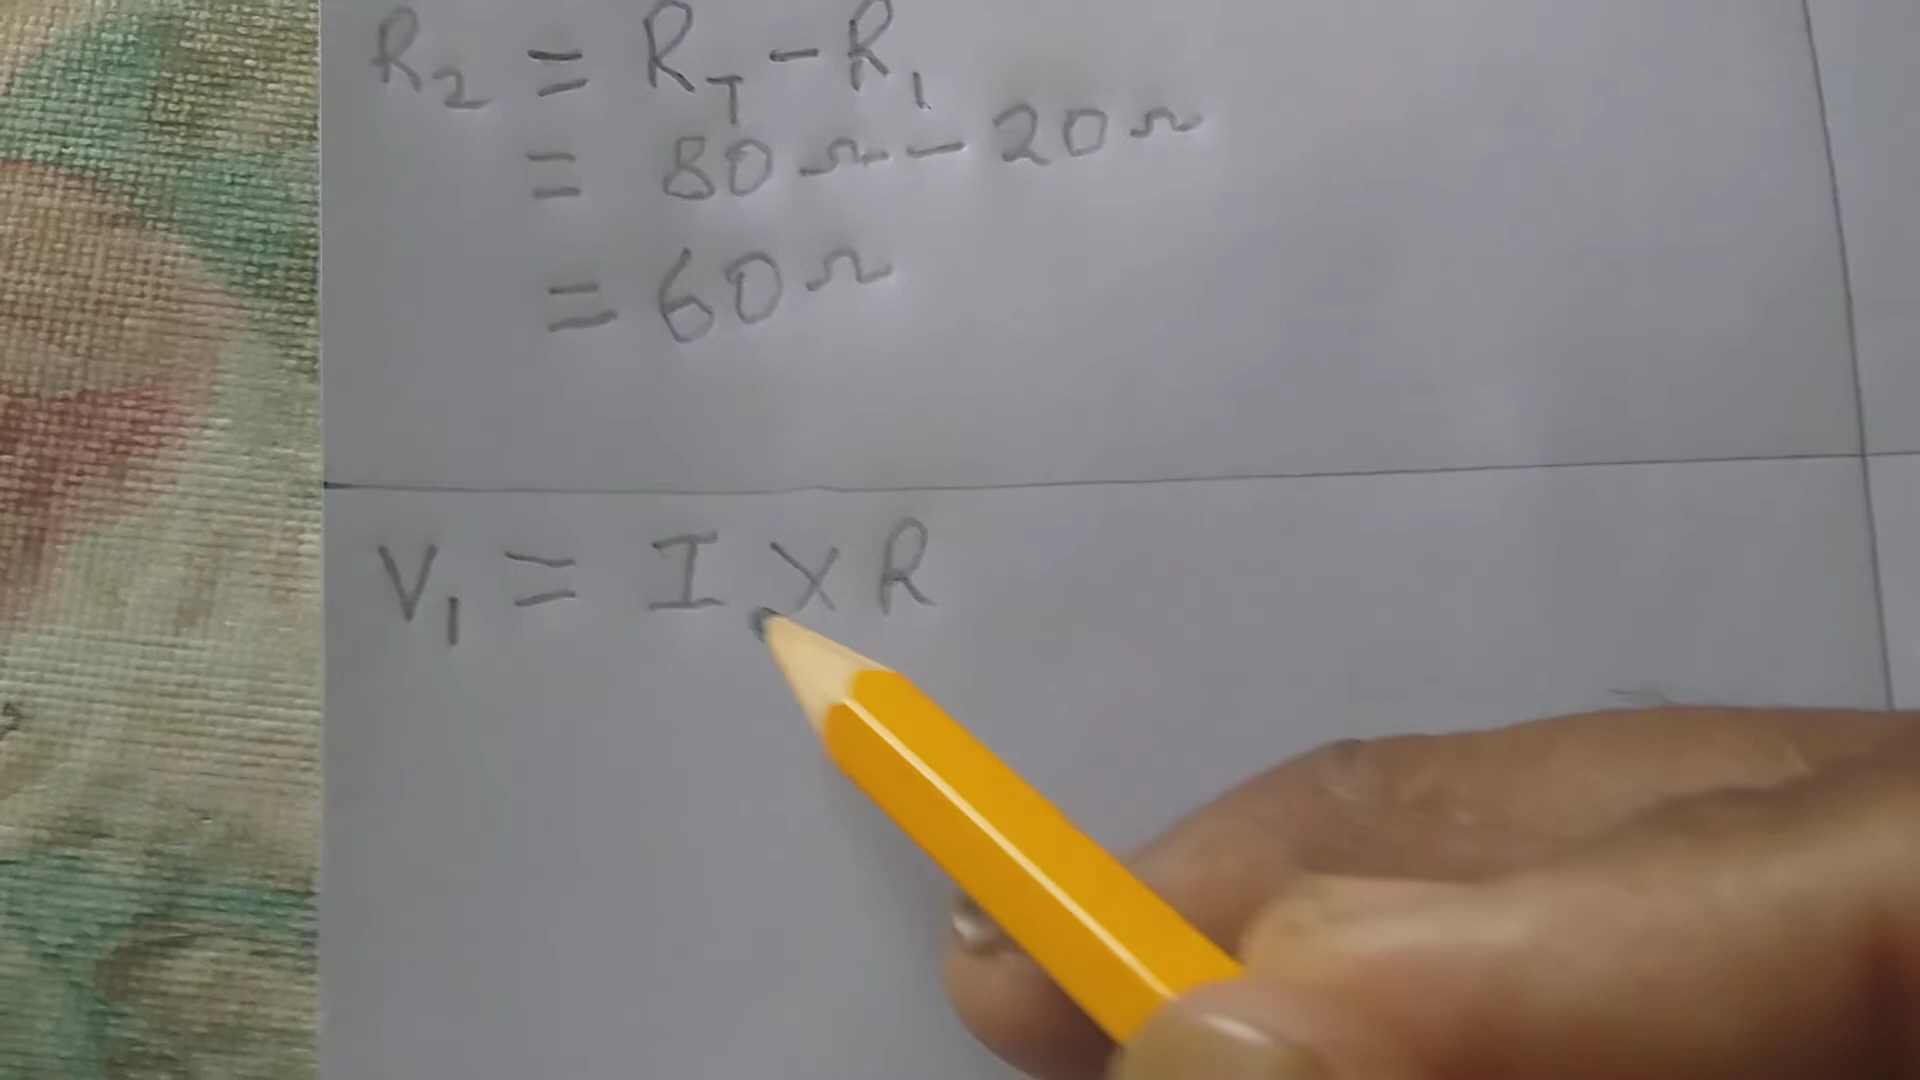 R₂ = R_T - R₁
= 80Ω - 20Ω
= 60Ω
V₁ = I × R